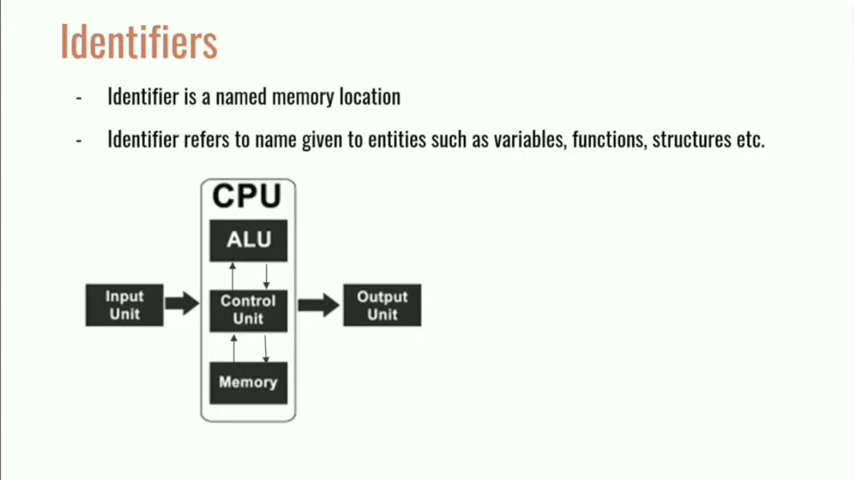 Identifiers
- Identifier is a named memory location
- Identifier refers to name given to entities such as variables, functions, structures etc.
CPU
ALU
Input
Unit
Control
Unit
Output
Unit
Memory